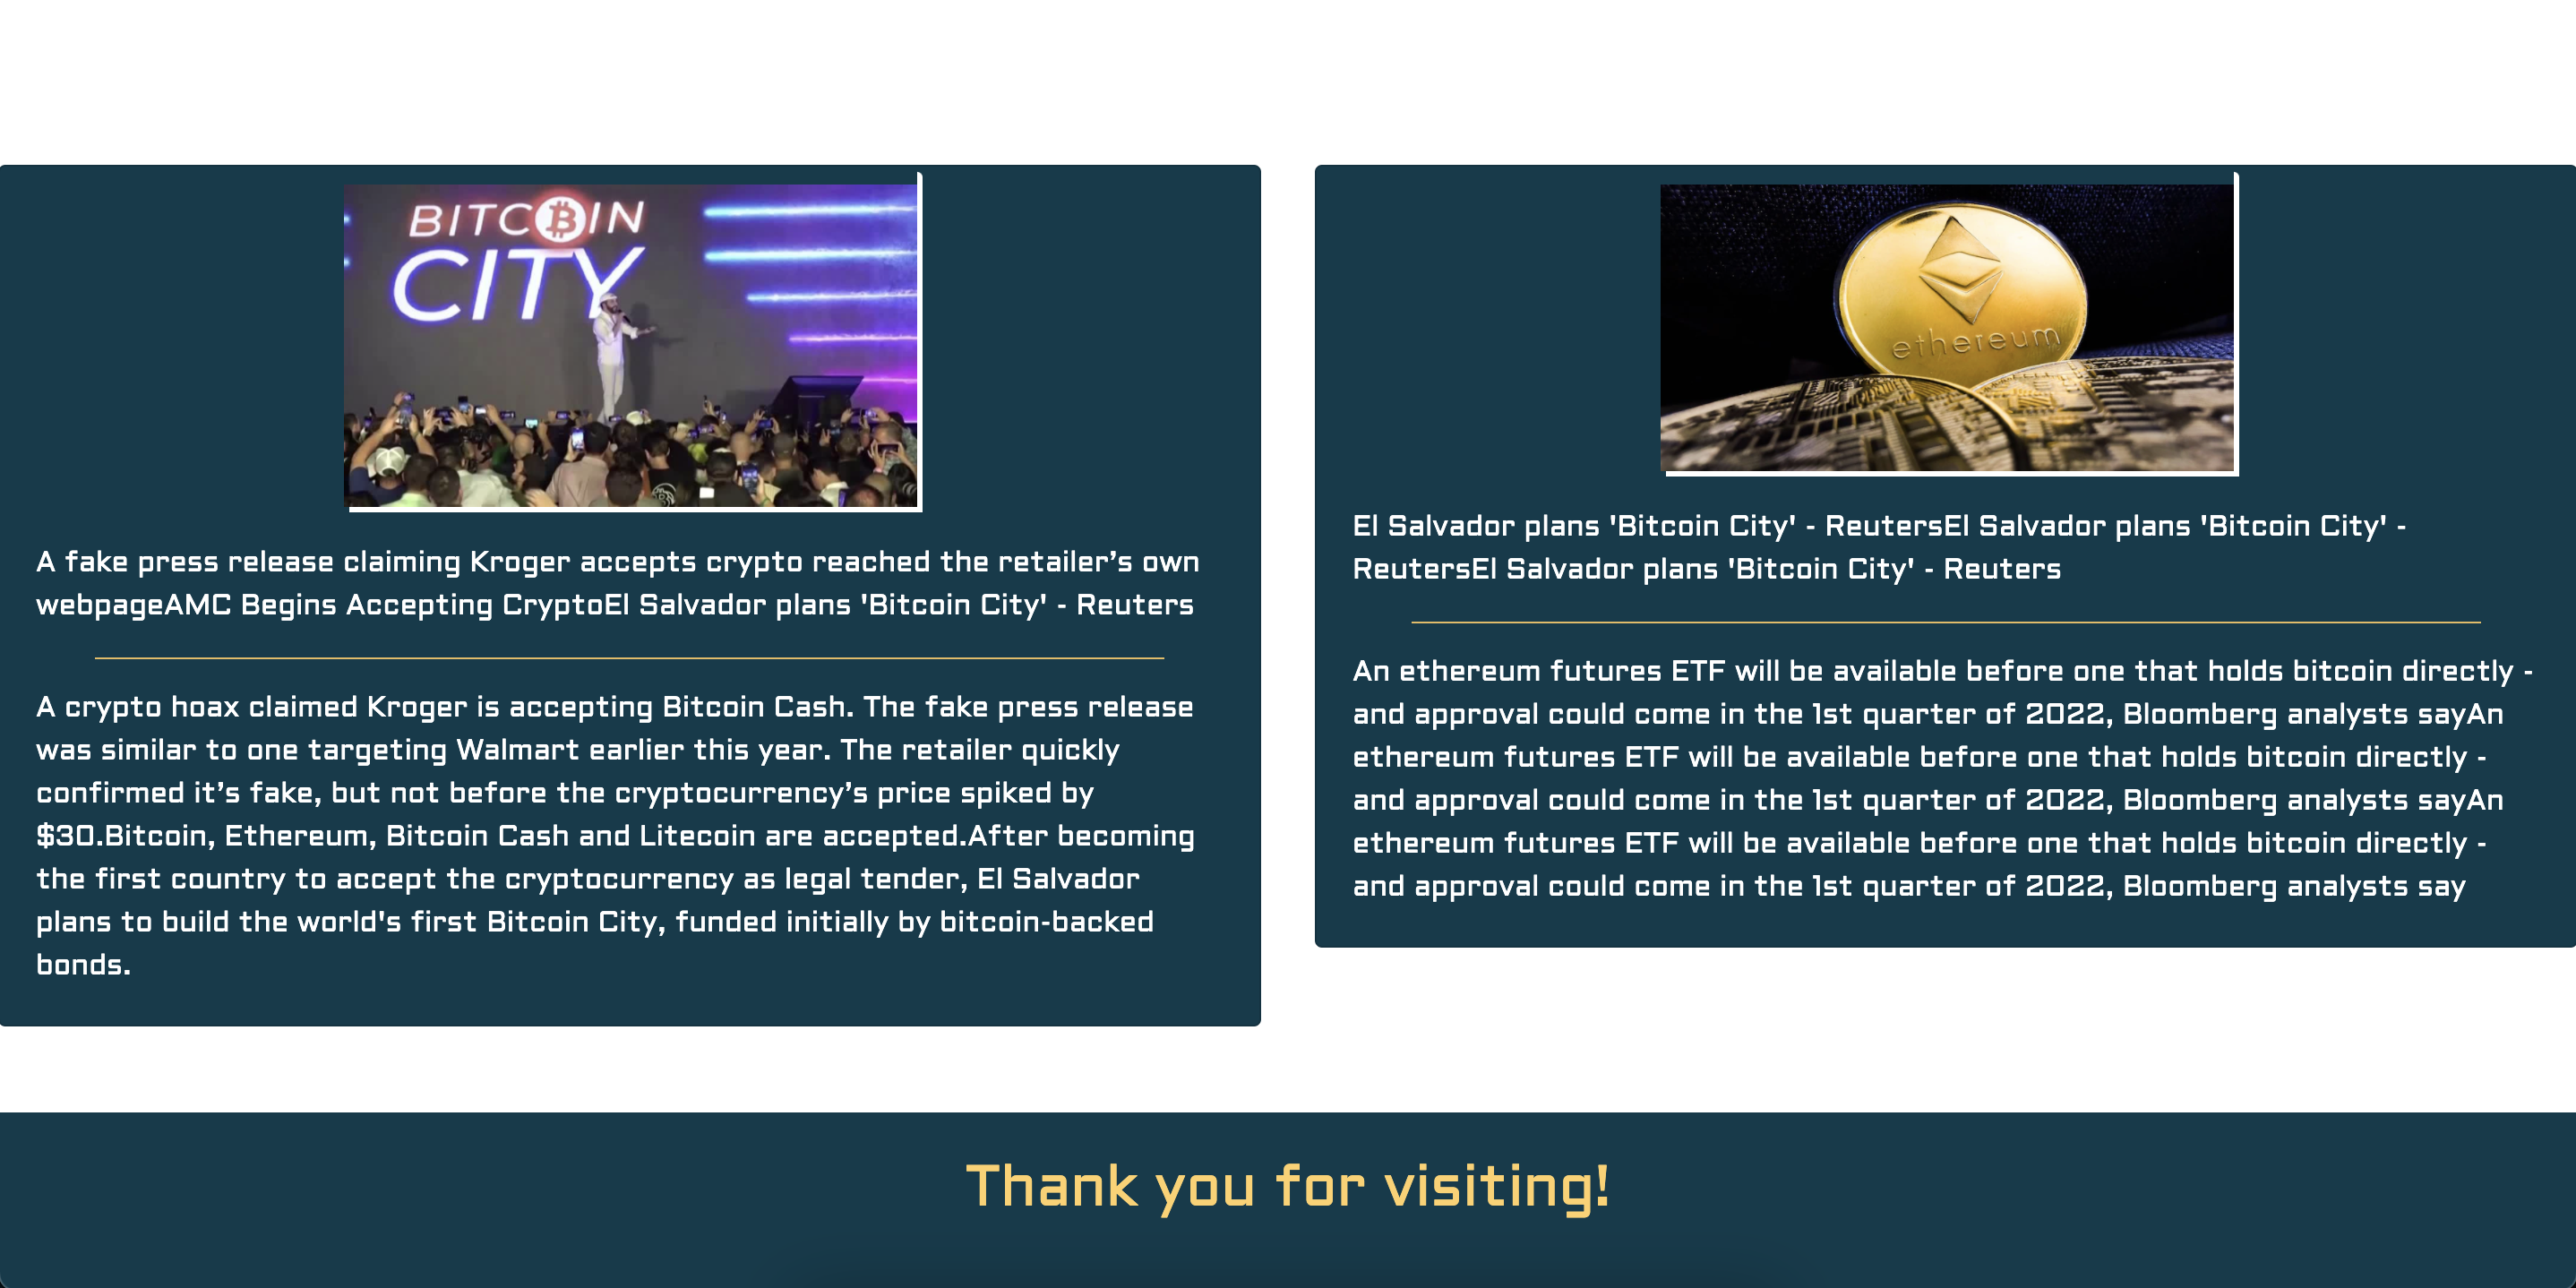 BITCOIN
CITY
A fake press release claiming Kroger accepts crypto reached the retailer’s own
webpageAMC Begins Accepting CryptoEl Salvador plans 'Bitcoin City' - Reuters
A crypto hoax claimed Kroger is accepting Bitcoin Cash. The fake press release
was similar to one targeting Walmart earlier this year. The retailer quickly
confirmed it’s fake, but not before the cryptocurrency’s price spiked by
$30.Bitcoin, Ethereum, Bitcoin Cash and Litecoin are accepted.After becoming
the first country to accept the cryptocurrency as legal tender, El Salvador
plans to build the world's first Bitcoin City, funded initially by bitcoin-backed
bonds.
ethereum
El Salvador plans 'Bitcoin City' - ReutersEl Salvador plans 'Bitcoin City' -
ReutersEl Salvador plans 'Bitcoin City' - Reuters
An ethereum futures ETF will be available before one that holds bitcoin directly -
and approval could come in the 1st quarter of 2022, Bloomberg analysts sayAn
ethereum futures ETF will be available before one that holds bitcoin directly -
and approval could come in the 1st quarter of 2022, Bloomberg analysts sayAn
ethereum futures ETF will be available before one that holds bitcoin directly -
and approval could come in the 1st quarter of 2022, Bloomberg analysts say
Thank you for visiting!